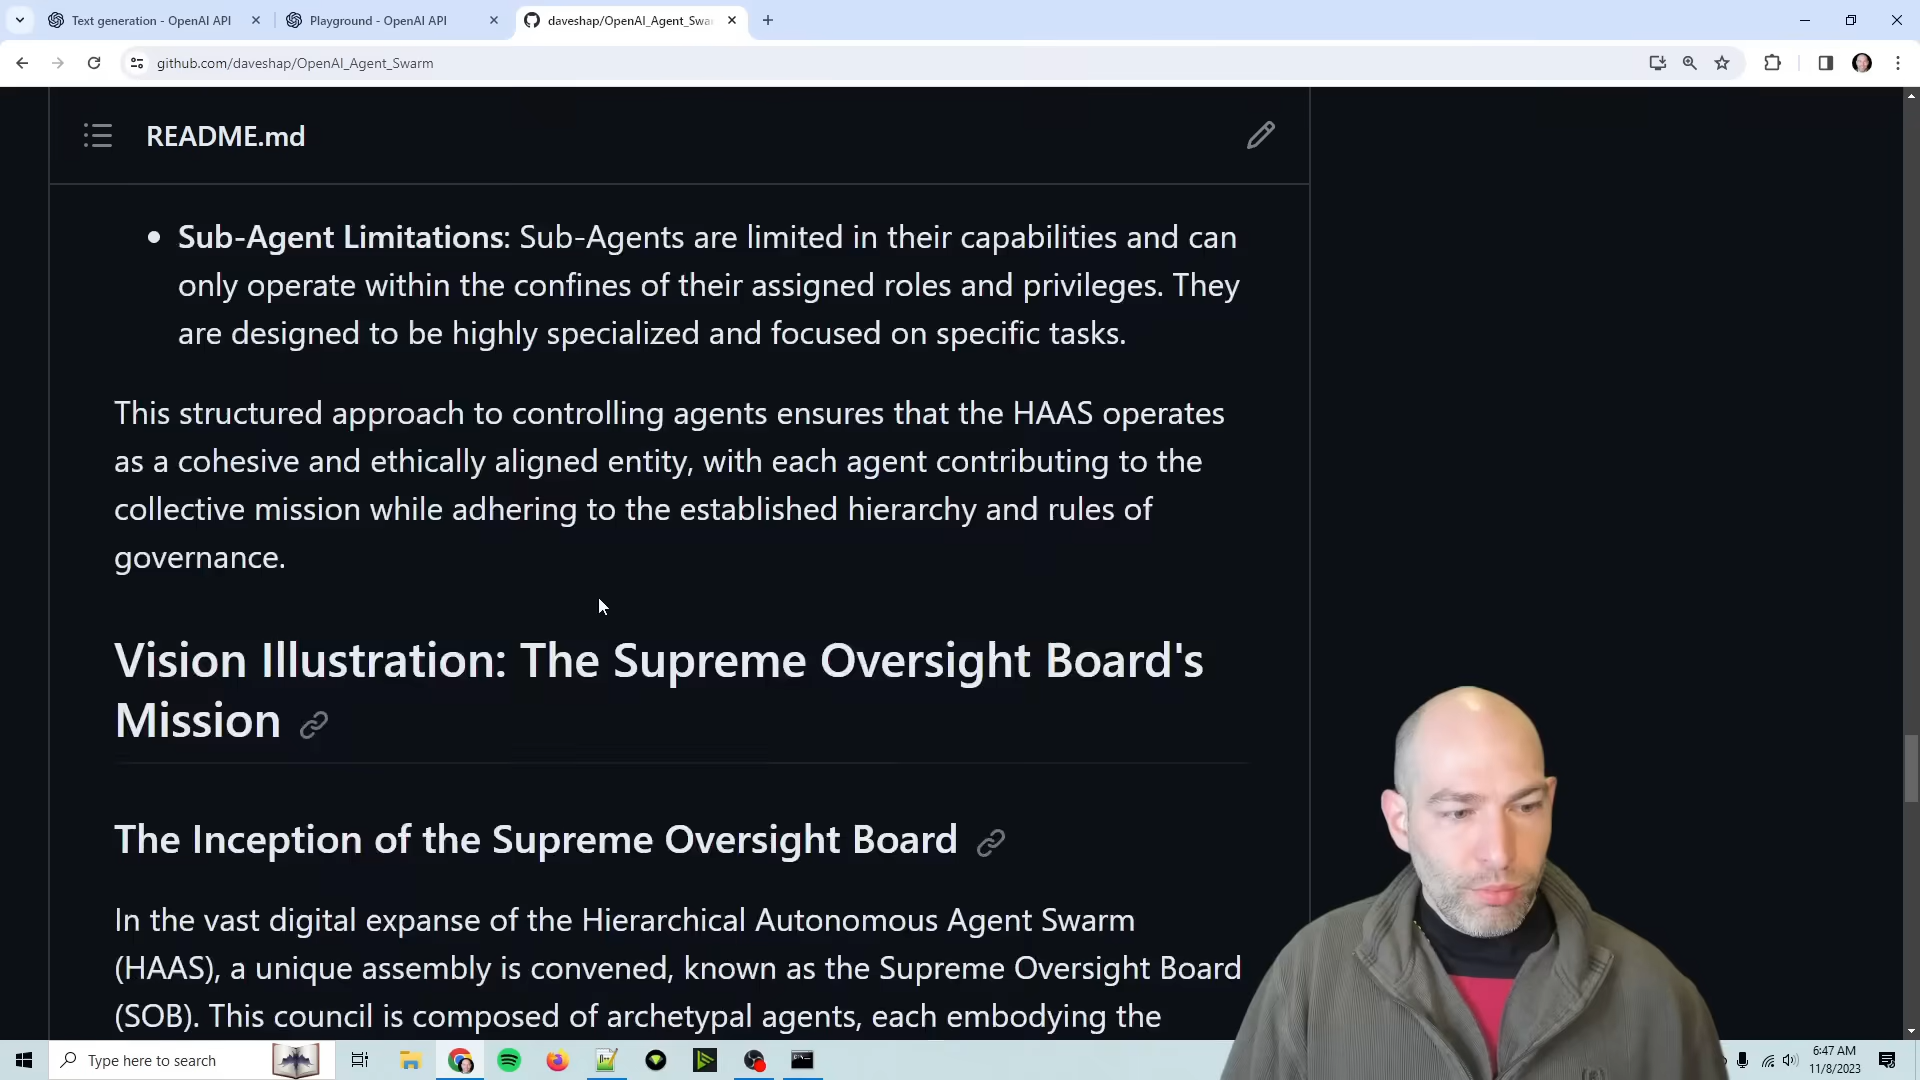 Text generation - OpenAI API
Playground - OpenAI API
daveshap/OpenAI_Agent_Swa
github.com/daveshap/OpenAI_Agent_Swarm
README.md
Sub-Agent Limitations: Sub-Agents are limited in their capabilities and can
only operate within the confines of their assigned roles and privileges. They
are designed to be highly specialized and focused on specific tasks.
This structured approach to controlling agents ensures that the HAAS operates
as a cohesive and ethically aligned entity, with each agent contributing to the
collective mission while adhering to the established hierarchy and rules of
governance.
Vision Illustration: The Supreme Oversight Board's
Mission
The Inception of the Supreme Oversight Board
In the vast digital expanse of the Hierarchical Autonomous Agent Swarm
(HAAS), a unique assembly is convened, known as the Supreme Oversight Board
(SOB). This council is composed of archetypal agents, each embodying the
Type here to search
6:47 AM
11/8/2023